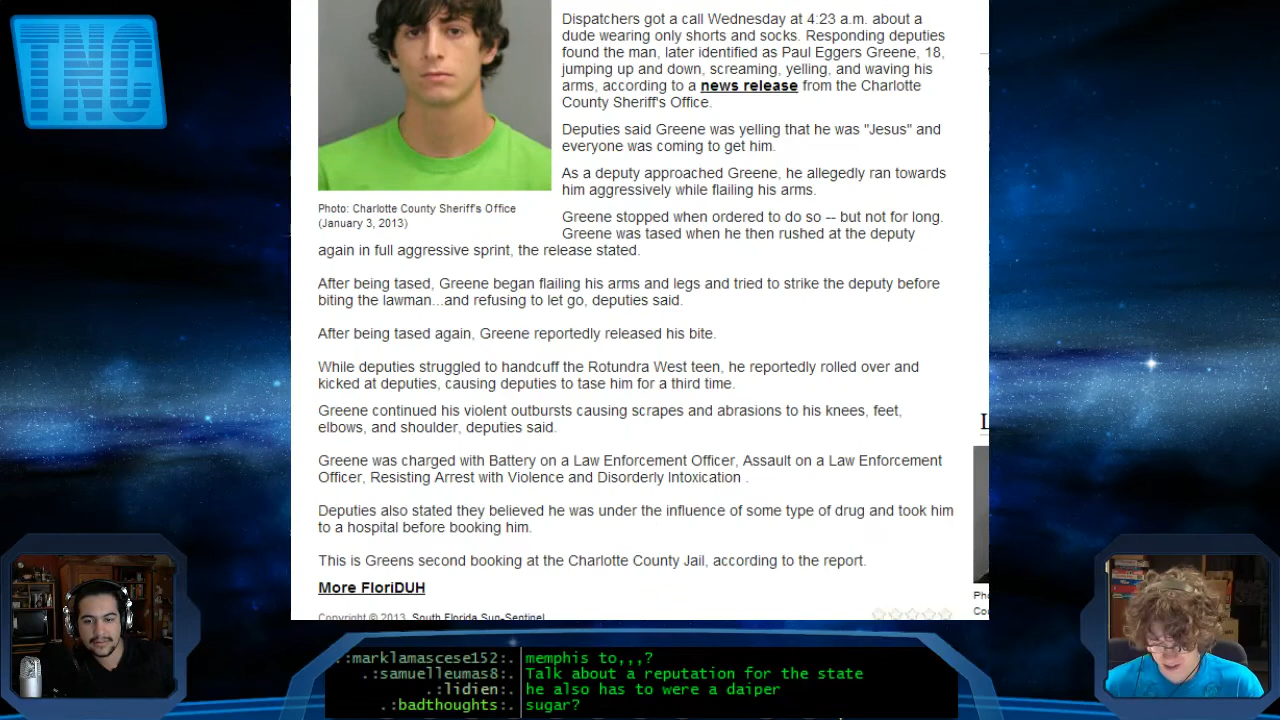 TNC
Dispatchers got a call Wednesday at 4:23 a.m. about a
dude wearing only shorts and socks. Responding deputies
found the man, later identified as Paul Eggers Greene, 18,
jumping up and down, screaming, yelling, and waving his
arms, according to a news release from the Charlotte
County Sheriff's Office.
Deputies said Greene was yelling that he was "Jesus" and
everyone was coming to get him.
As a deputy approached Greene, he allegedly ran towards
him aggressively while flailing his arms.
Photo: Charlotte County Sheriff's Office
(January 3, 2013)
Greene stopped when ordered to do so -- but not for long.
Greene was tased when he then rushed at the deputy
again in full aggressive sprint, the release stated.
After being tased, Greene began flailing his arms and legs and tried to strike the deputy before
biting the lawman...and refusing to let go, deputies said.
After being tased again, Greene reportedly released his bite.
While deputies struggled to handcuff the Rotundra West teen, he reportedly rolled over and
kicked at deputies, causing deputies to tase him for a third time.
Greene continued his violent outbursts causing scrapes and abrasions to his knees, feet,
elbows, and shoulder, deputies said.
Greene was charged with Battery on a Law Enforcement Officer, Assault on a Law Enforcement
Officer, Resisting Arrest with Violence and Disorderly Intoxication .
Deputies also stated they believed he was under the influence of some type of drug and took him
to a hospital before booking him.
This is Greens second booking at the Charlotte County Jail, according to the report.
More FloriDUH
Copyright © 2013, South Florida Sun-Sentinel
L
Pho
Cou
.:marklamascese152:. memphis to,,,?
.:samuelleumas8:. Talk about a reputation for the state
.:lidien:. he also has to were a daiper
.:badthoughts:. sugar?